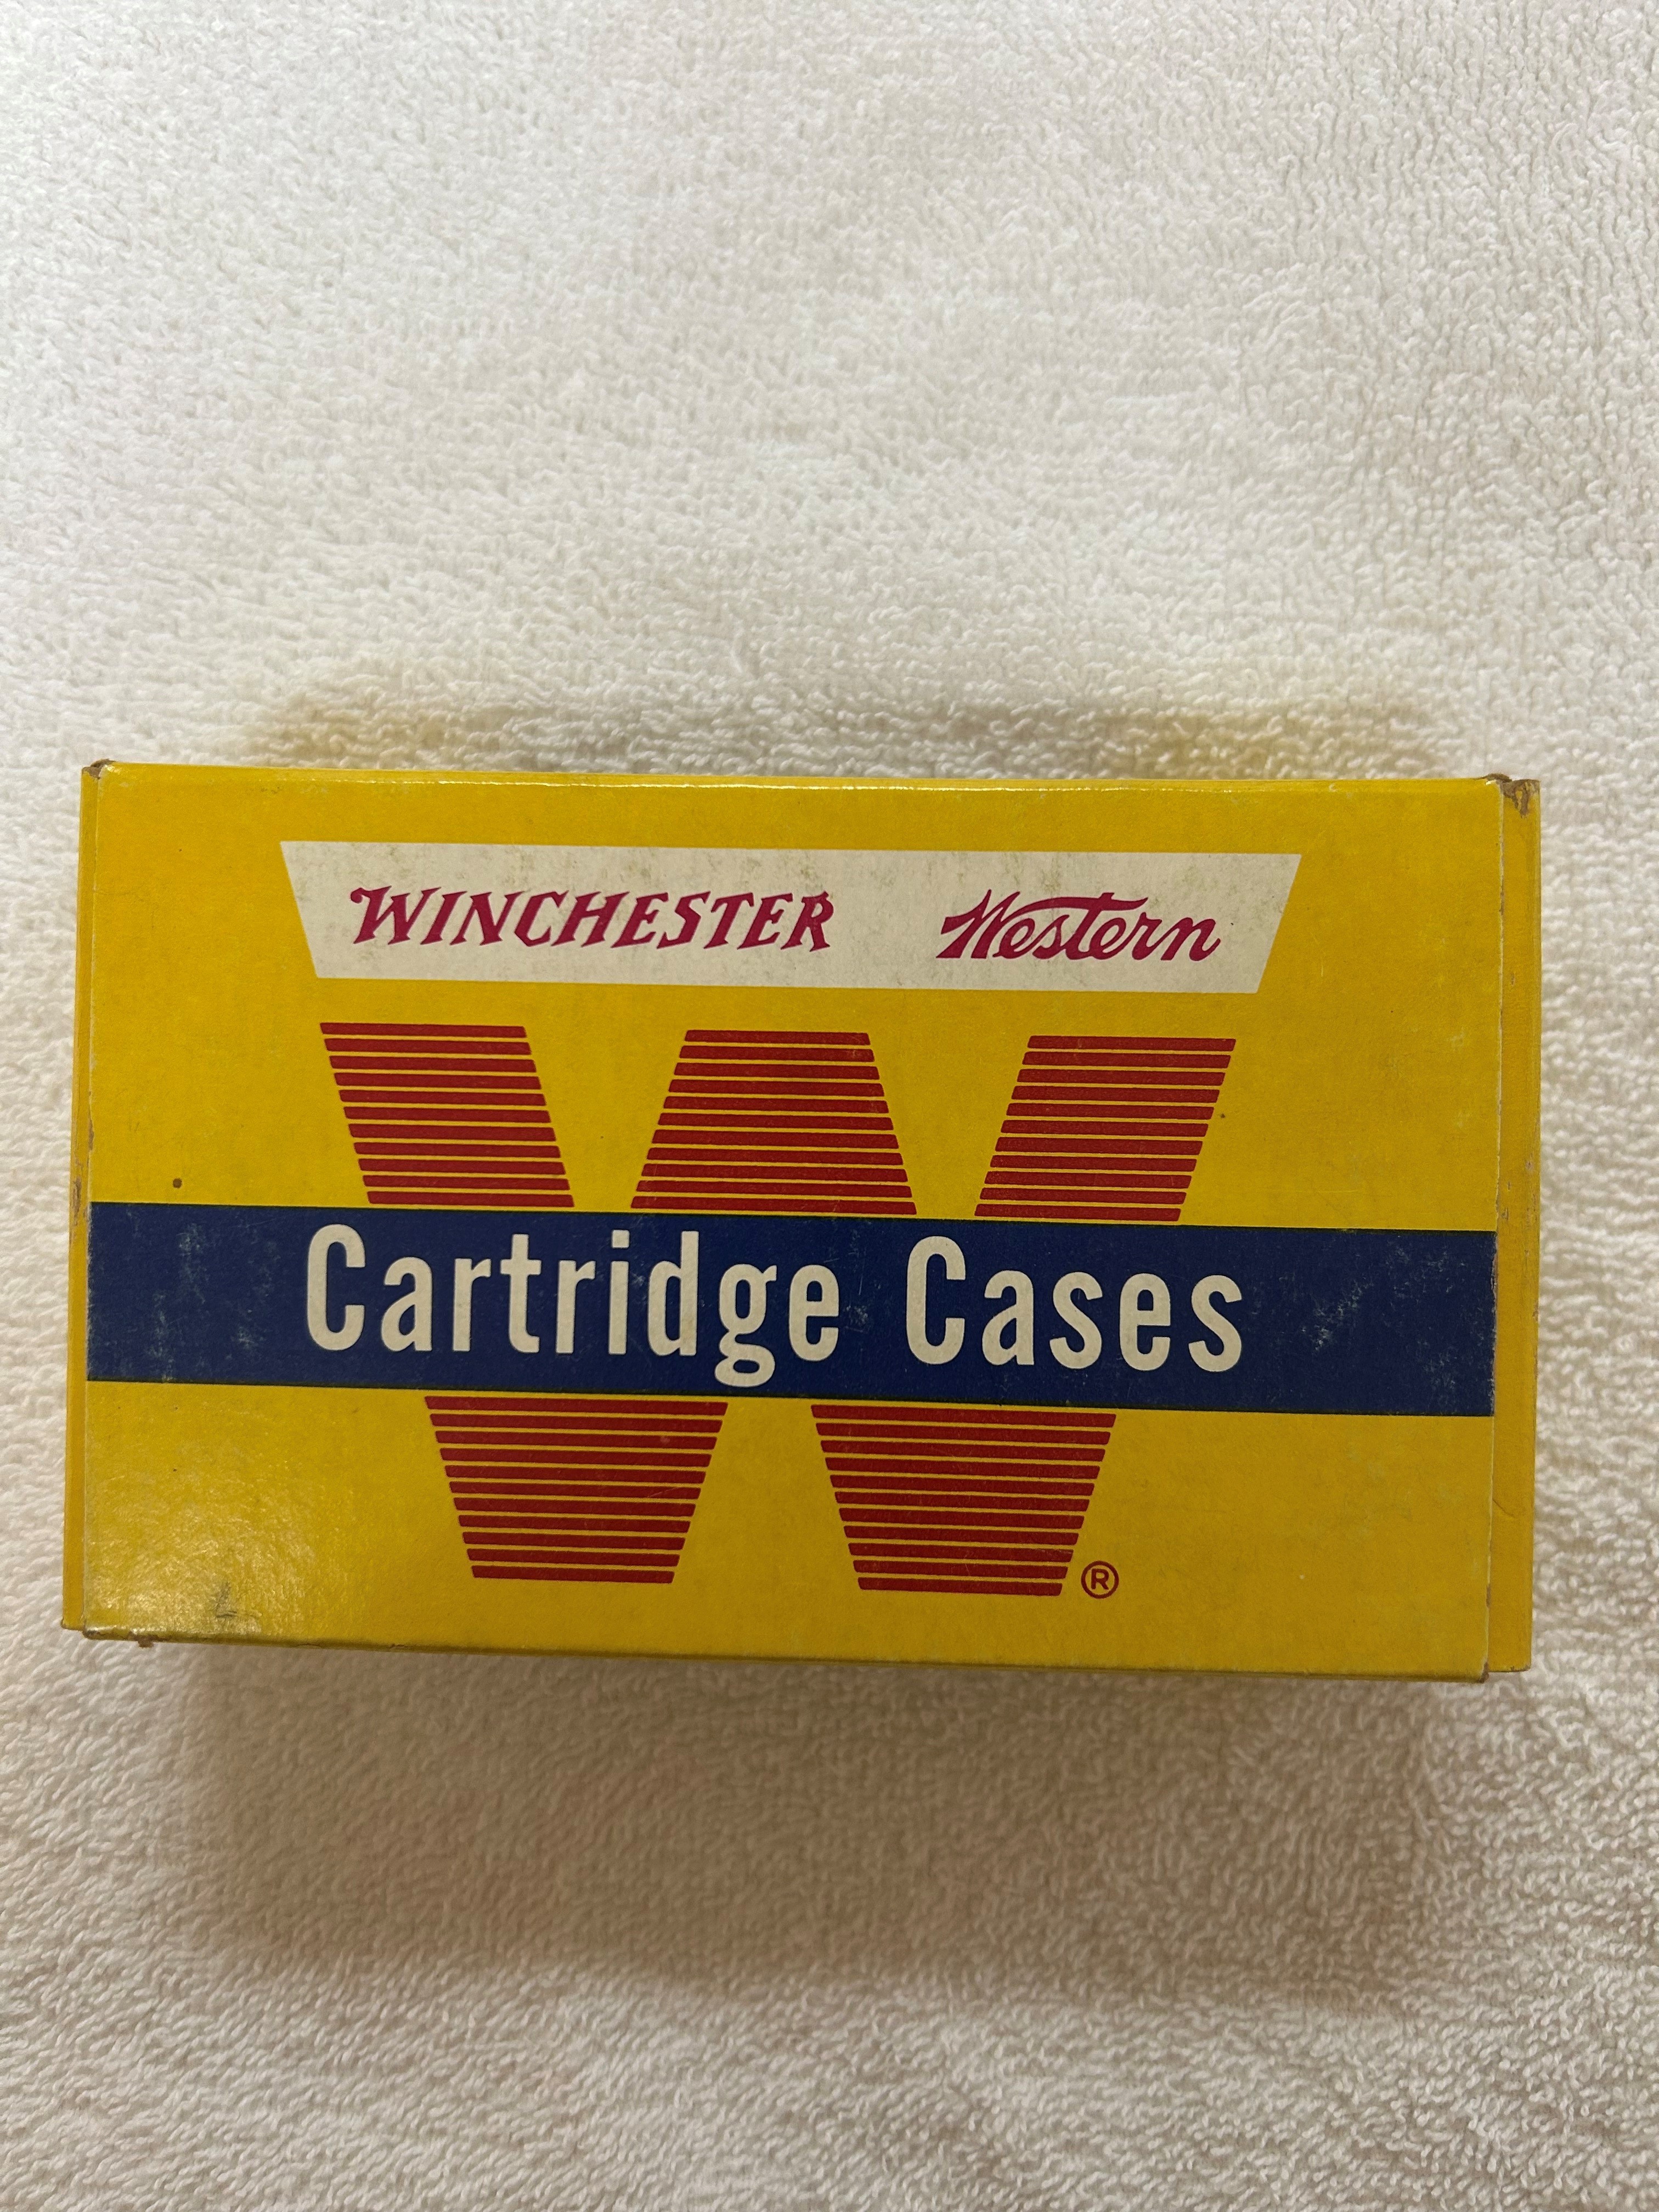 WINCHESTER Western
W
Cartridge Cases
®